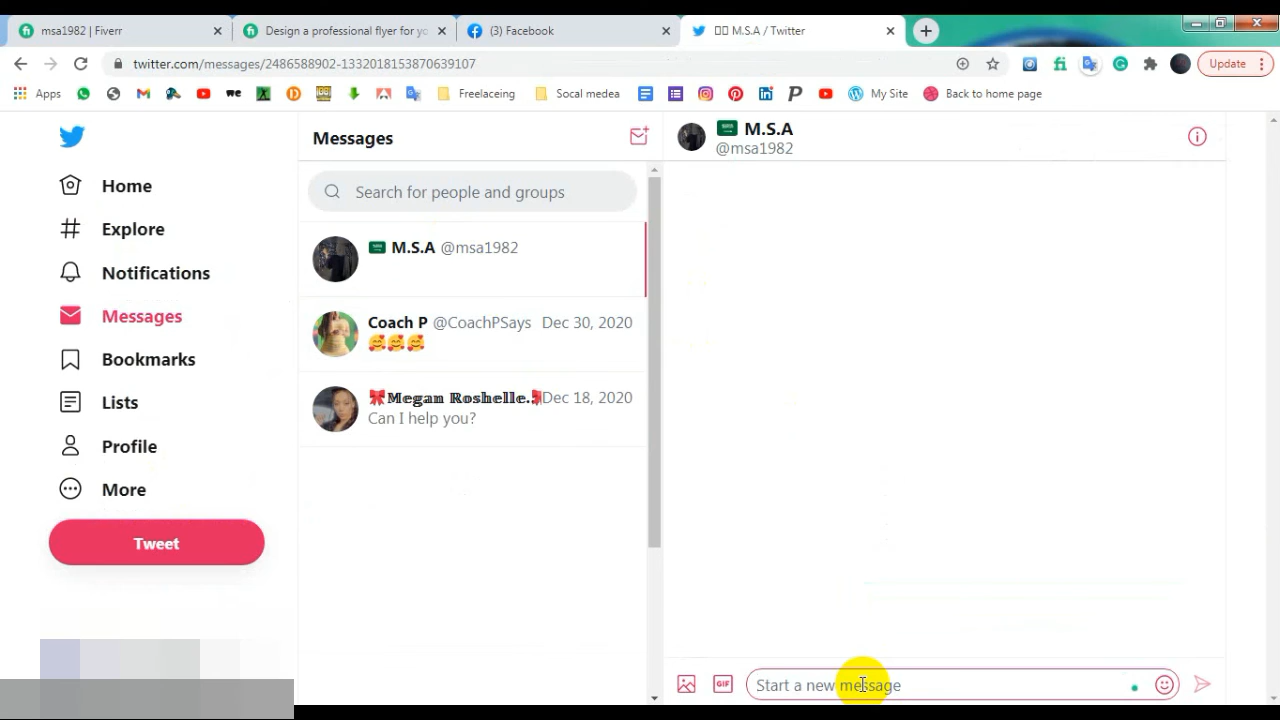 msa1982 | Fiverr
Design a professional flyer for yo
(3) Facebook
M.S.A / Twitter
twitter.com/messages/2486588902-1332018153870639107
Update
Apps
Freelaceing
Socal medea
My Site
Back to home page
Home
Explore
Notifications
Messages
Bookmarks
Lists
Profile
More
Tweet
Messages
Search for people and groups
M.S.A @msa1982
Coach P @CoachPSays Dec 30, 2020
🥰🥰🥰
🎀𝕄𝕖𝕘𝕒𝕟 ℝ𝕠𝕤𝕙𝕖𝕝𝕝𝕖. Dec 18, 2020
Can I help you?
M.S.A
@msa1982
GIF
Start a new message